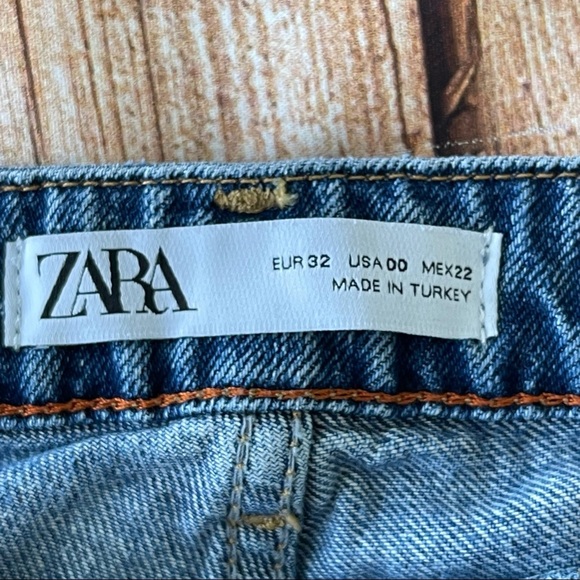 ZARA
EUR 32 USA 00 MEX 22
MADE IN TURKEY